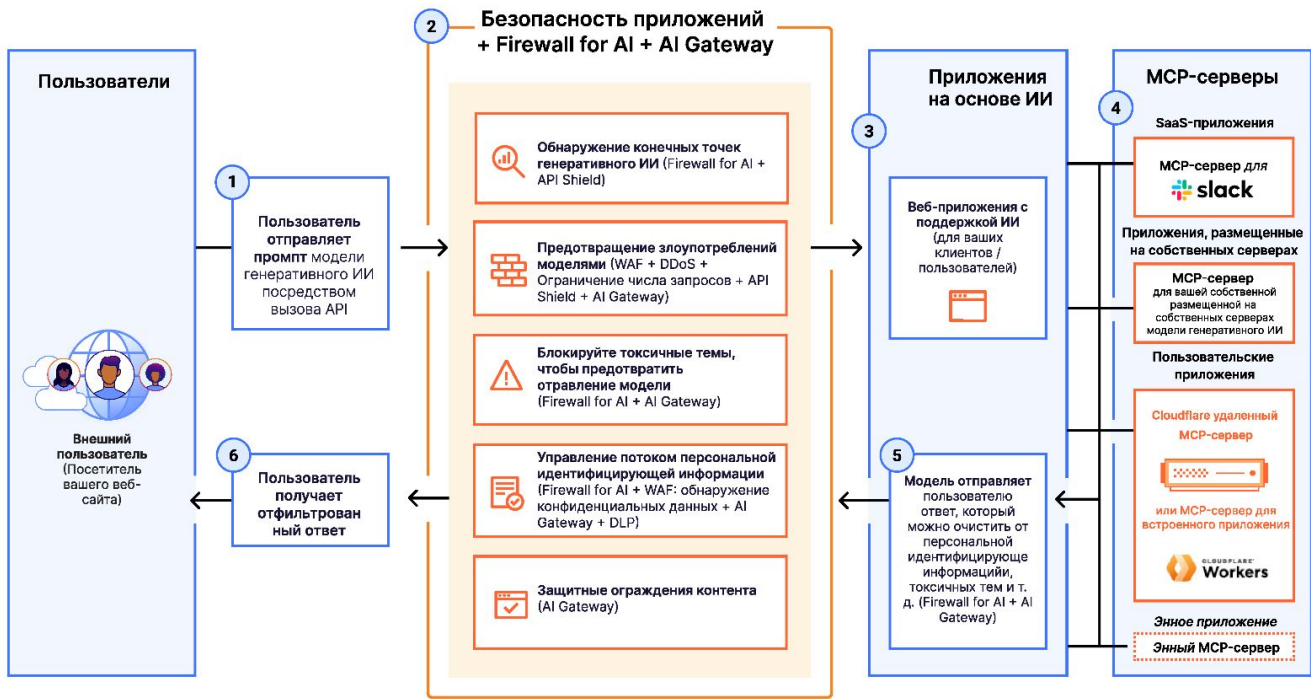 Пользователи
Внешний
пользователь
(Посетитель
вашего веб-
сайта)
1
Пользователь
отправляет
промпт модели
генеративного ИИ
посредством
вызова API
6
Пользователь
получает
отфильтрован
ный ответ
2
Безопасность приложений
+ Firewall for AI + AI Gateway
Обнаружение конечных точек
генеративного ИИ (Firewall for AI +
API Shield)
Предотвращение злоупотреблений
моделями (WAF + DDoS +
Ограничение числа запросов + API
Shield + AI Gateway)
Блокируйте токсичные темы,
чтобы предотвратить
отравление модели
(Firewall for AI + AI Gateway)
Управление потоком персональной
идентифицирующей информации
(Firewall for AI + WAF: обнаружение
конфиденциальных данных + AI
Gateway + DLP)
Защитные ограждения контента
(AI Gateway)
Приложения
на основе ИИ
3
Веб-приложения с
поддержкой ИИ
(для ваших
клиентов /
пользователей)
5
Модель отправляет
пользователю
ответ, который
можно очистить от
персональной
идентифицирующе
информацийи,
токсичных тем и т.
д. (Firewall for AI + AI
Gateway)
MCP-серверы
4
SaaS-приложения
MCP-сервер для
slack
Приложения, размещенные
на собственных серверах
MCP-сервер
для вашей собственной
размещенной на
собственных серверах
модели генеративного ИИ
Пользовательские
приложения
Cloudflare удаленный
MCP-сервер
или MCP-сервер для
встроенного приложения
CLOUDFLARE
Workers
Энное приложение
Энный MCP-сервер